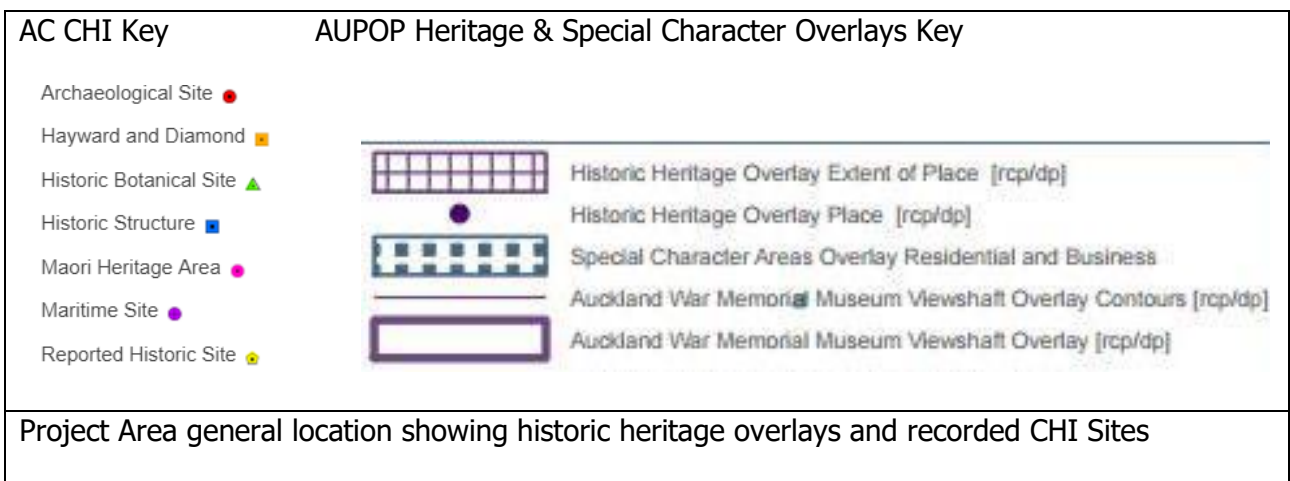 AC CHI Key AUPOP Heritage & Special Character Overlays Key
Archaeological Site
Hayward and Diamond
Historic Botanical Site
Historic Structure
Maori Heritage Area
Maritime Site
Reported Historic Site
Historic Heritage Overlay Extent of Place [rcp/dp]
Historic Heritage Overlay Place [rcp/dp]
Special Character Areas Overlay Residential and Business
Auckland War Memorial Museum Viewshaft Overlay Contours [rcp/dp]
Auckland War Memorial Museum Viewshaft Overlay [rcp/dp]
Project Area general location showing historic heritage overlays and recorded CHI Sites